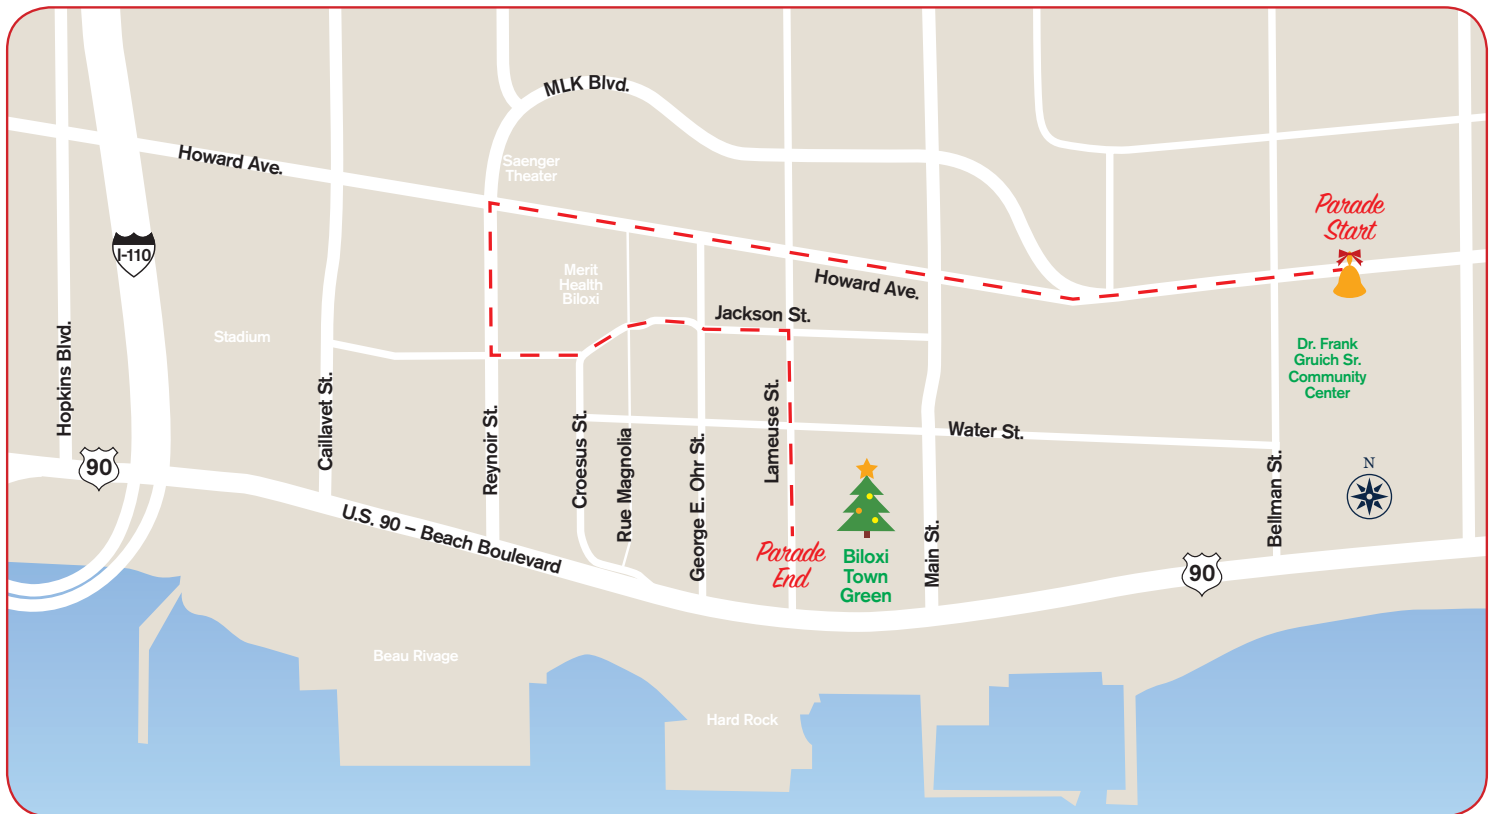 MLK Blvd.
Howard Ave.
Saenger
Theater
Parade
Start
I-110
Merit
Health
Biloxi
Howard Ave.
Jackson St.
Stadium
Dr. Frank
Gruich Sr.
Community
Center
Hopkins Blvd.
Caillavet St.
Reynoir St.
Croesus St.
Rue Magnolia
George E. Ohr St.
Lameuse St.
Water St.
Main St.
Bellman St.
N
90
U.S. 90 – Beach Boulevard
Parade
End
Biloxi
Town
Green
90
Beau Rivage
Hard Rock